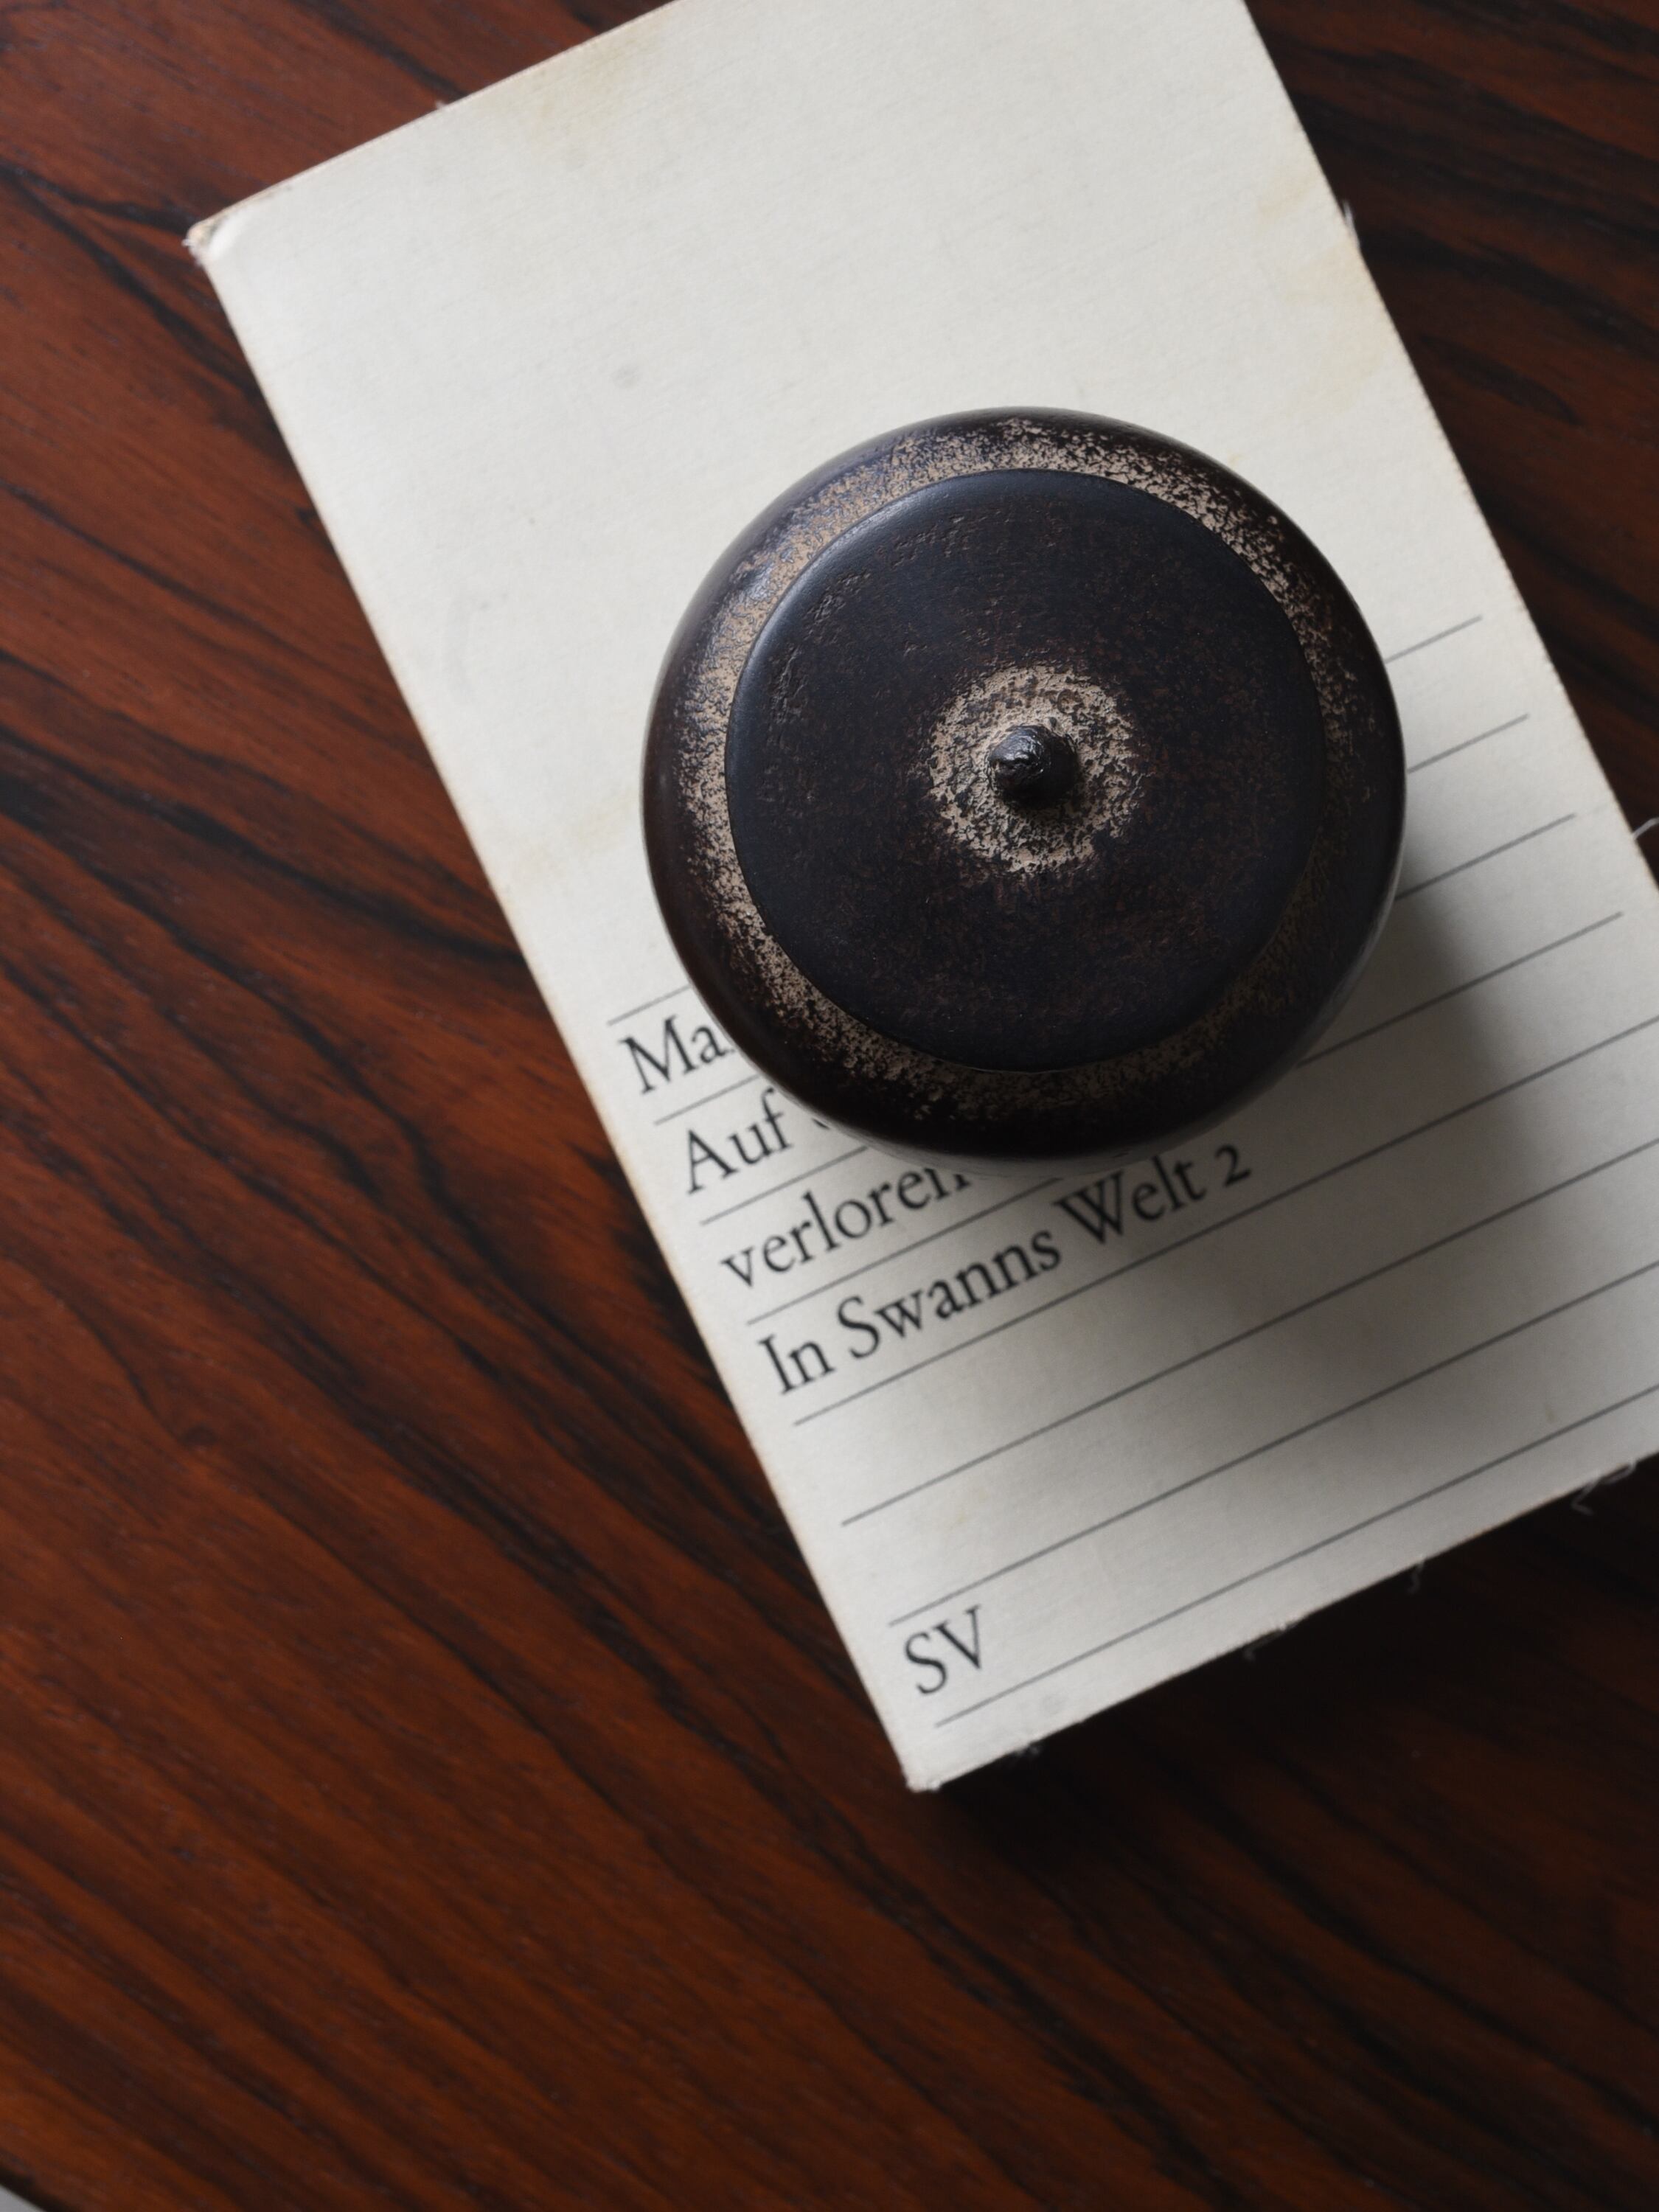 Ma
Auf
verloren
In Swanns Welt 2
SV